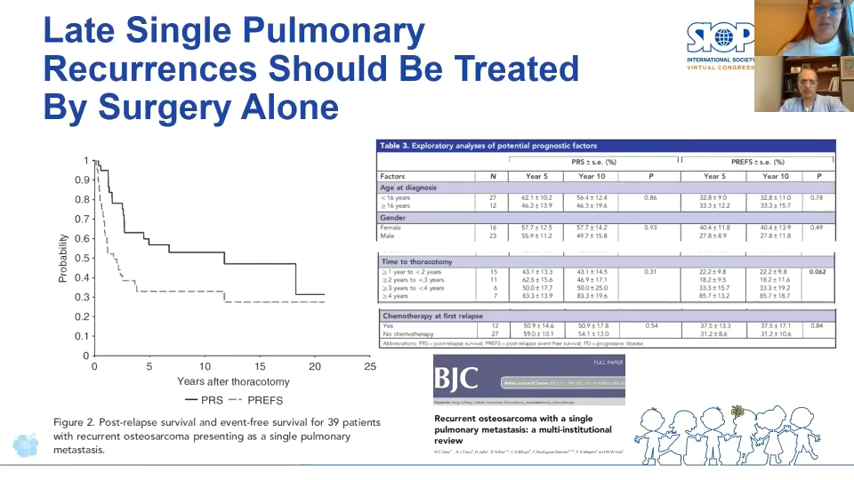 Late Single Pulmonary
Recurrences Should Be Treated
By Surgery Alone
SIOP
INTERNATIONAL SOCIETY
VIRTUAL CONGRESS
Probability
1
0.9
0.8
0.7
0.6
0.5
0.4
0.3
0.2
0.1
0
0 5 10 15 20 25
Years after thoracotomy
PRS PREFS
Figure 2. Post-relapse survival and event-free survival for 39 patients
with recurrent osteosarcoma presenting as a single pulmonary
metastasis.
Table 3. Exploratory analyses of potential prognostic factors
PRS ± s.e. (%) PREFS ± s.e. (%)
Factors N Year 5 Year 10 P Year 5 Year 10 P
Age at diagnosis
<16 years 27 62.1 ± 10.2 56.4 ± 12.4 0.86 32.8 ± 9.0 32.8 ± 11.0 0.78
≥16 years 12 46.3 ± 13.9 46.3 ± 19.6 33.3 ± 12.2 33.3 ± 15.7
Gender
Female 16 57.7 ± 12.5 57.7 ± 14.2 0.93 40.4 ± 11.8 40.4 ± 13.9 0.49
Male 23 55.9 ± 11.2 49.7 ± 15.8 27.8 ± 8.9 27.8 ± 11.8
Time to thoracotomy
≥1 year to <2 years 15 43.1 ± 13.3 43.1 ± 14.5 0.31 22.2 ± 9.8 22.2 ± 9.8 0.062
≥2 years to <3 years 11 62.5 ± 15.6 46.9 ± 17.1 18.2 ± 9.5 18.2 ± 11.6
≥3 years to <4 years 6 50.0 ± 17.7 50.0 ± 25.0 33.3 ± 15.7 33.3 ± 19.2
≥4 years 7 83.3 ± 13.9 83.3 ± 19.6 85.7 ± 13.2 85.7 ± 18.7
Chemotherapy at first relapse
Yes 12 50.9 ± 14.6 50.9 ± 17.8 0.54 37.5 ± 13.3 37.5 ± 17.1 0.84
No chemotherapy 27 59.0 ± 10.1 54.1 ± 13.0 31.2 ± 8.6 31.2 ± 10.6
Abbreviations: PRS = post-relapse survival; PREFS = post-relapse event-free survival; PD = progressive disease
FULL PAPER
BJC
Recurrent osteosarcoma with a single
pulmonary metastasis: a multi-institutional
review